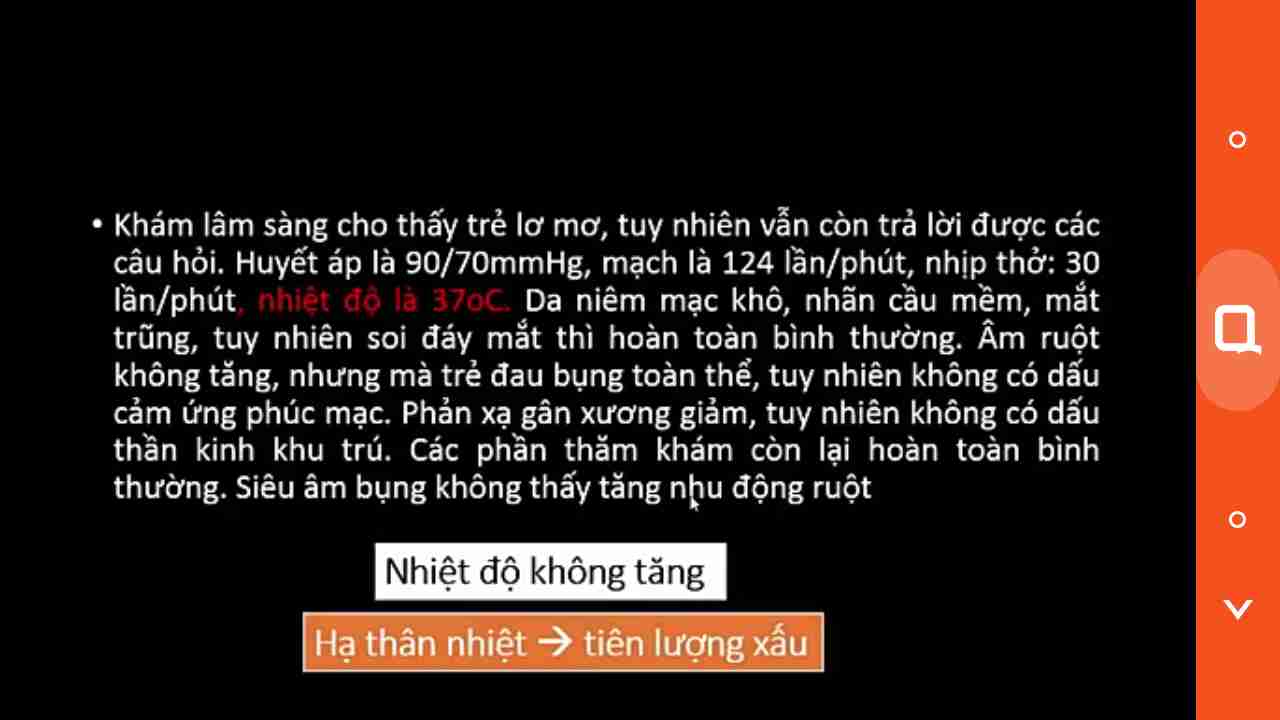 • Khám lâm sàng cho thấy trẻ lơ mơ, tuy nhiên vẫn còn trả lời được các
câu hỏi. Huyết áp là 90/70mmHg, mạch là 124 lần/phút, nhịp thở: 30
lần/phút, nhiệt độ là 37oC. Da niêm mạc khô, nhãn cầu mềm, mắt
trũng, tuy nhiên soi đáy mắt thì hoàn toàn bình thường. Âm ruột
không tăng, nhưng mà trẻ đau bụng toàn thể, tuy nhiên không có dấu
cảm ứng phúc mạc. Phản xạ gân xương giảm, tuy nhiên không có dấu
thần kinh khu trú. Các phần thăm khám còn lại hoàn toàn bình
thường. Siêu âm bụng không thấy tăng nhu động ruột
Nhiệt độ không tăng
Hạ thân nhiệt → tiên lượng xấu